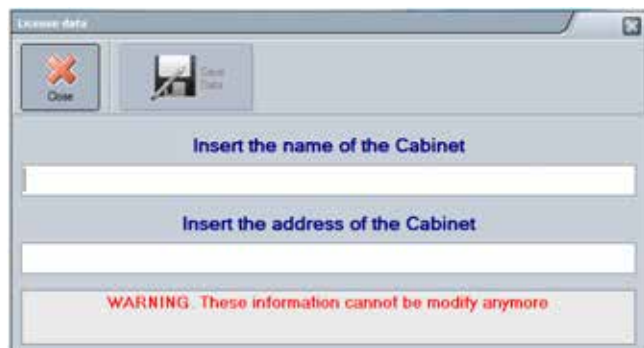 License data
Close
Save
Data
Insert the name of the Cabinet
Insert the address of the Cabinet
WARNING. These information cannot be modify anymore